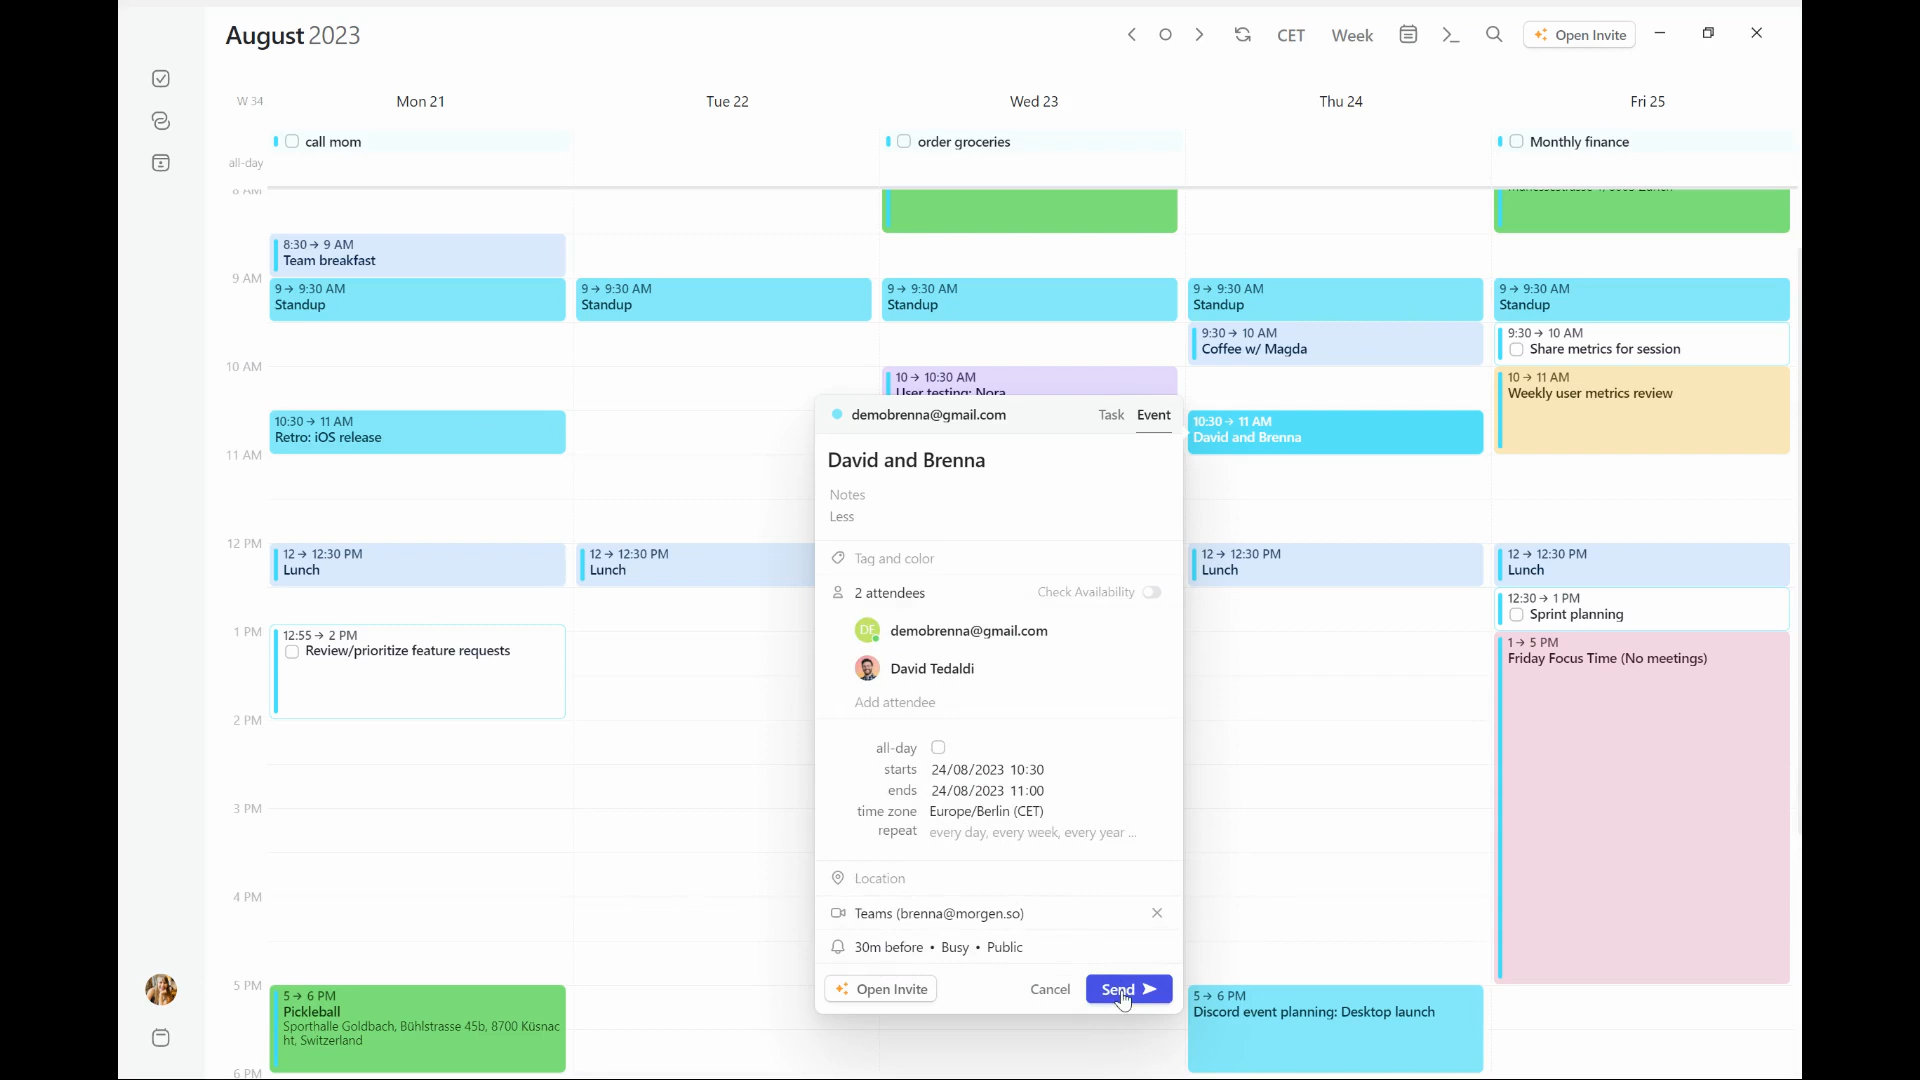 August 2023
CET
Week
Open Invite
W 34
Mon 21
Tue 22
Wed 23
Thu 24
Fri 25
all-day
call mom
order groceries
Monthly finance
8 AM
9 AM
10 AM
11 AM
12 PM
1 PM
2 PM
3 PM
4 PM
5 PM
6 PM
8:30 → 9 AM
Team breakfast
9 → 9:30 AM
Standup
10:30 → 11 AM
Retro: iOS release
12 → 12:30 PM
Lunch
12:55 → 2 PM
Review/prioritize feature requests
5 → 6 PM
Pickleball
Sporthalle Goldbach, Bühlstrasse 45b, 8700 Küsnac
ht, Switzerland
9 → 9:30 AM
Standup
12 → 12:30 PM
Lunch
9 → 9:30 AM
Standup
10 → 10:30 AM
User testing: Nora
demobrenna@gmail.com
Task
Event
David and Brenna
Notes
Less
Tag and color
2 attendees
Check Availability
DE
demobrenna@gmail.com
David Tedaldi
Add attendee
all-day
starts 24/08/2023 10:30
ends 24/08/2023 11:00
time zone Europe/Berlin (CET)
repeat every day, every week, every year ...
Location
Teams (brenna@morgen.so)
30m before • Busy • Public
Open Invite
Cancel
Send
9 → 9:30 AM
Standup
9:30 → 10 AM
Coffee w/ Magda
10:30 → 11 AM
David and Brenna
12 → 12:30 PM
Lunch
5 → 6 PM
Discord event planning: Desktop launch
9 → 9:30 AM
Standup
9:30 → 10 AM
Share metrics for session
10 → 11 AM
Weekly user metrics review
12 → 12:30 PM
Lunch
12:30 → 1 PM
Sprint planning
1 → 5 PM
Friday Focus Time (No meetings)